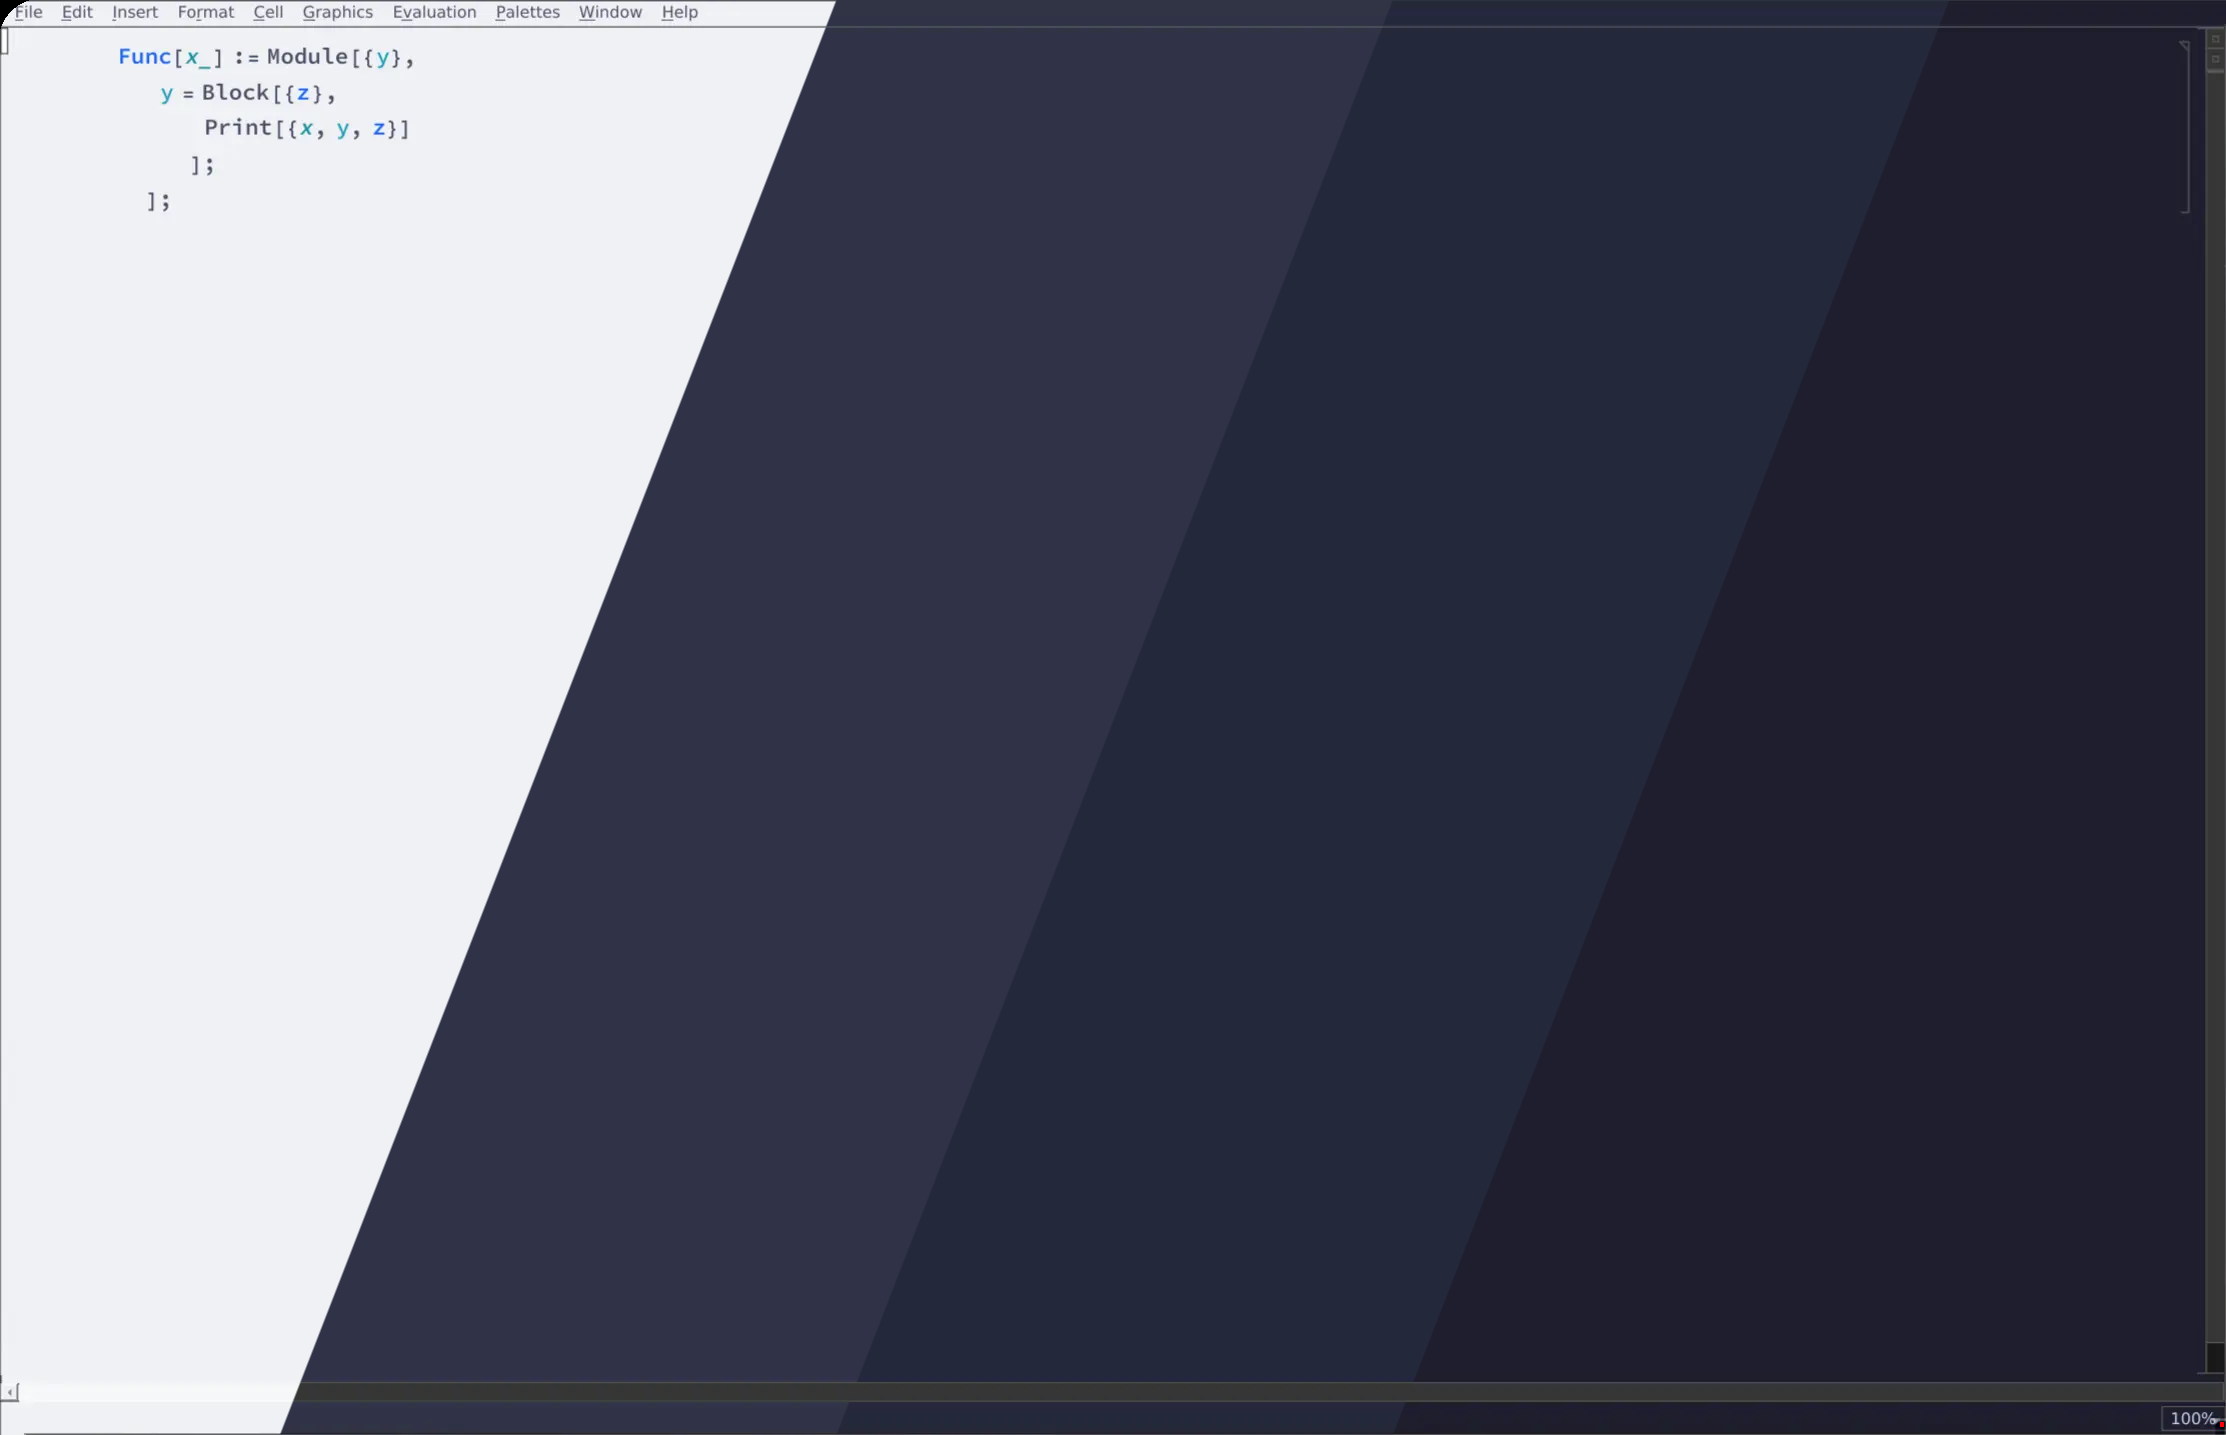 File Edit Insert Format Cell Graphics Evaluation Palettes Window Help
Func[x_] := Module[{y},
y = Block[{z},
Print[{x, y, z}]
];
];
100%